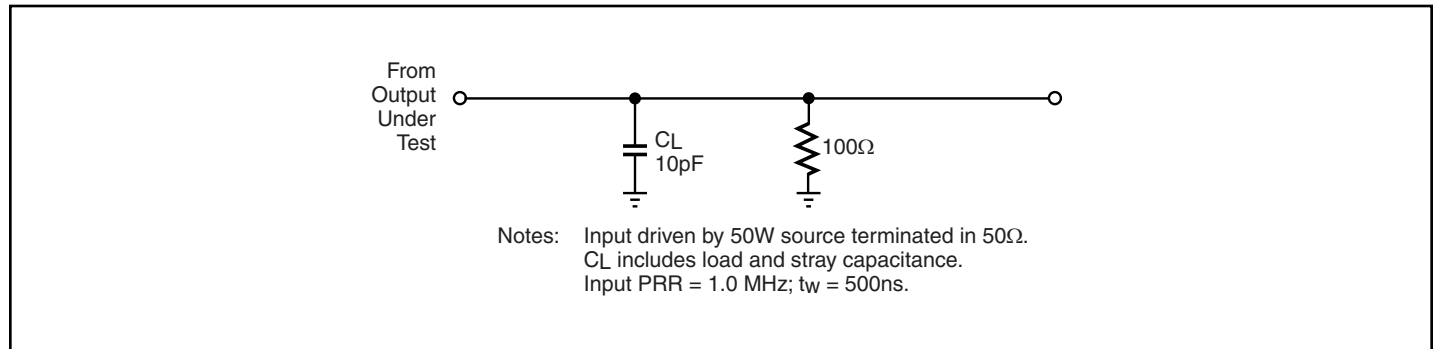 From
Output
Under
Test
CL
10pF
100Ω
Notes: Input driven by 50W source terminated in 50Ω.
CL includes load and stray capacitance.
Input PRR = 1.0 MHz; tw = 500ns.